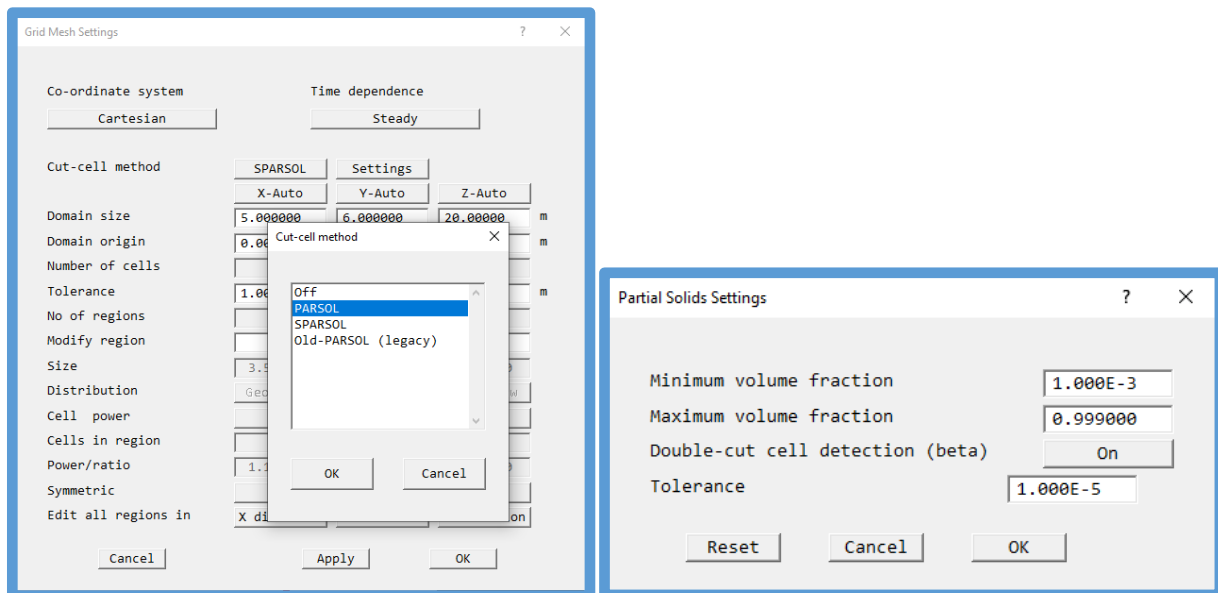 Grid Mesh Settings ? ×
Co-ordinate system Time dependence
Cartesian Steady
Cut-cell method SPARSOL Settings
X-Auto Y-Auto Z-Auto
Domain size 5.000000 6.000000 20.00000 m
Domain origin m
Number of cells
Tolerance m
No of regions
Modify region
Size
Distribution
Cell power
Cells in region
Power/ratio
Symmetric
Edit all regions in
Cancel Apply OK
Cut-cell method ×
Off
PARSOL
SPARSOL
Old-PARSOL (legacy)
OK Cancel
Partial Solids Settings ? ×
Minimum volume fraction 1.000E-3
Maximum volume fraction 0.999000
Double-cut cell detection (beta) On
Tolerance 1.000E-5
Reset Cancel OK